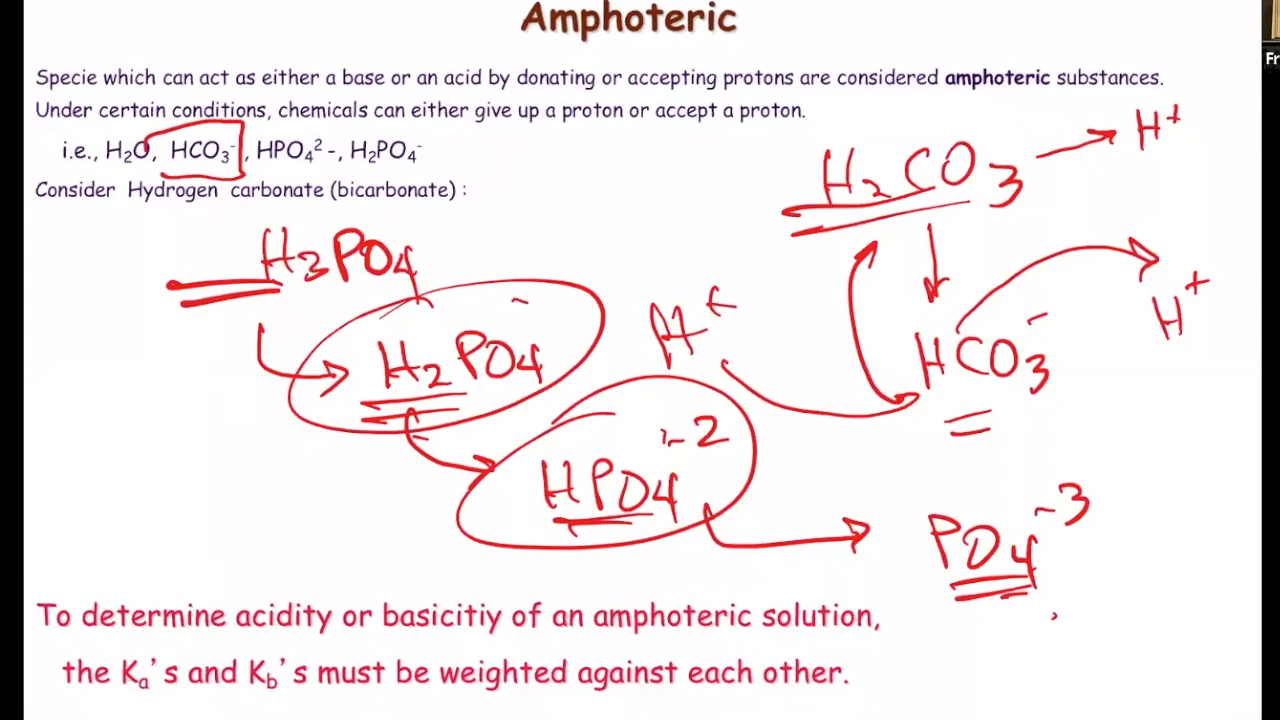 Amphoteric
Specie which can act as either a base or an acid by donating or accepting protons are considered amphoteric substances.
Under certain conditions, chemicals can either give up a proton or accept a proton.
i.e., H₂O, HCO₃⁻, HPO₄²-, H₂PO₄⁻
Consider Hydrogen carbonate (bicarbonate) :
H₂CO₃ → H⁺
H₃PO₄
H⁺
H₂PO₄⁻
H⁺
HCO₃⁻
HPO₄⁻²
PO₄⁻³
To determine acidity or basicitiy of an amphoteric solution,
the Kₐ's and K_b's must be weighted against each other.
Fr